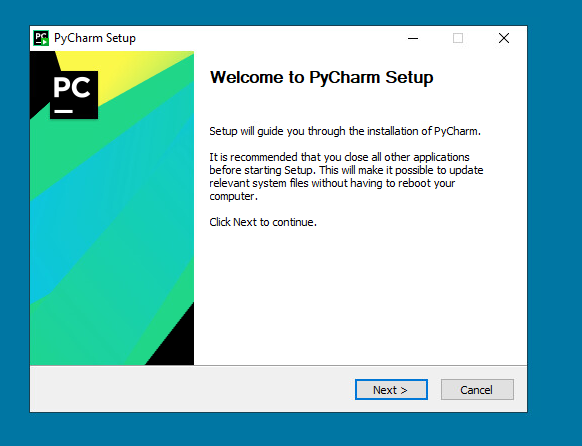 PyCharm Setup
PC
Welcome to PyCharm Setup
Setup will guide you through the installation of PyCharm.
It is recommended that you close all other applications
before starting Setup. This will make it possible to update
relevant system files without having to reboot your
computer.
Click Next to continue.
Next >
Cancel